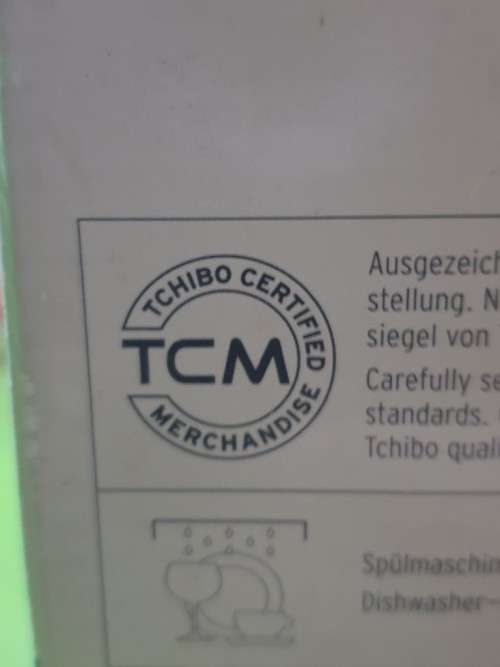 TCHIBO CERTIFIED
TCM
MERCHANDISE
Ausgezeich
stellung. N
siegel von
Carefully se
standards.
Tchibo quali
Spülmaschin
Dishwasher–